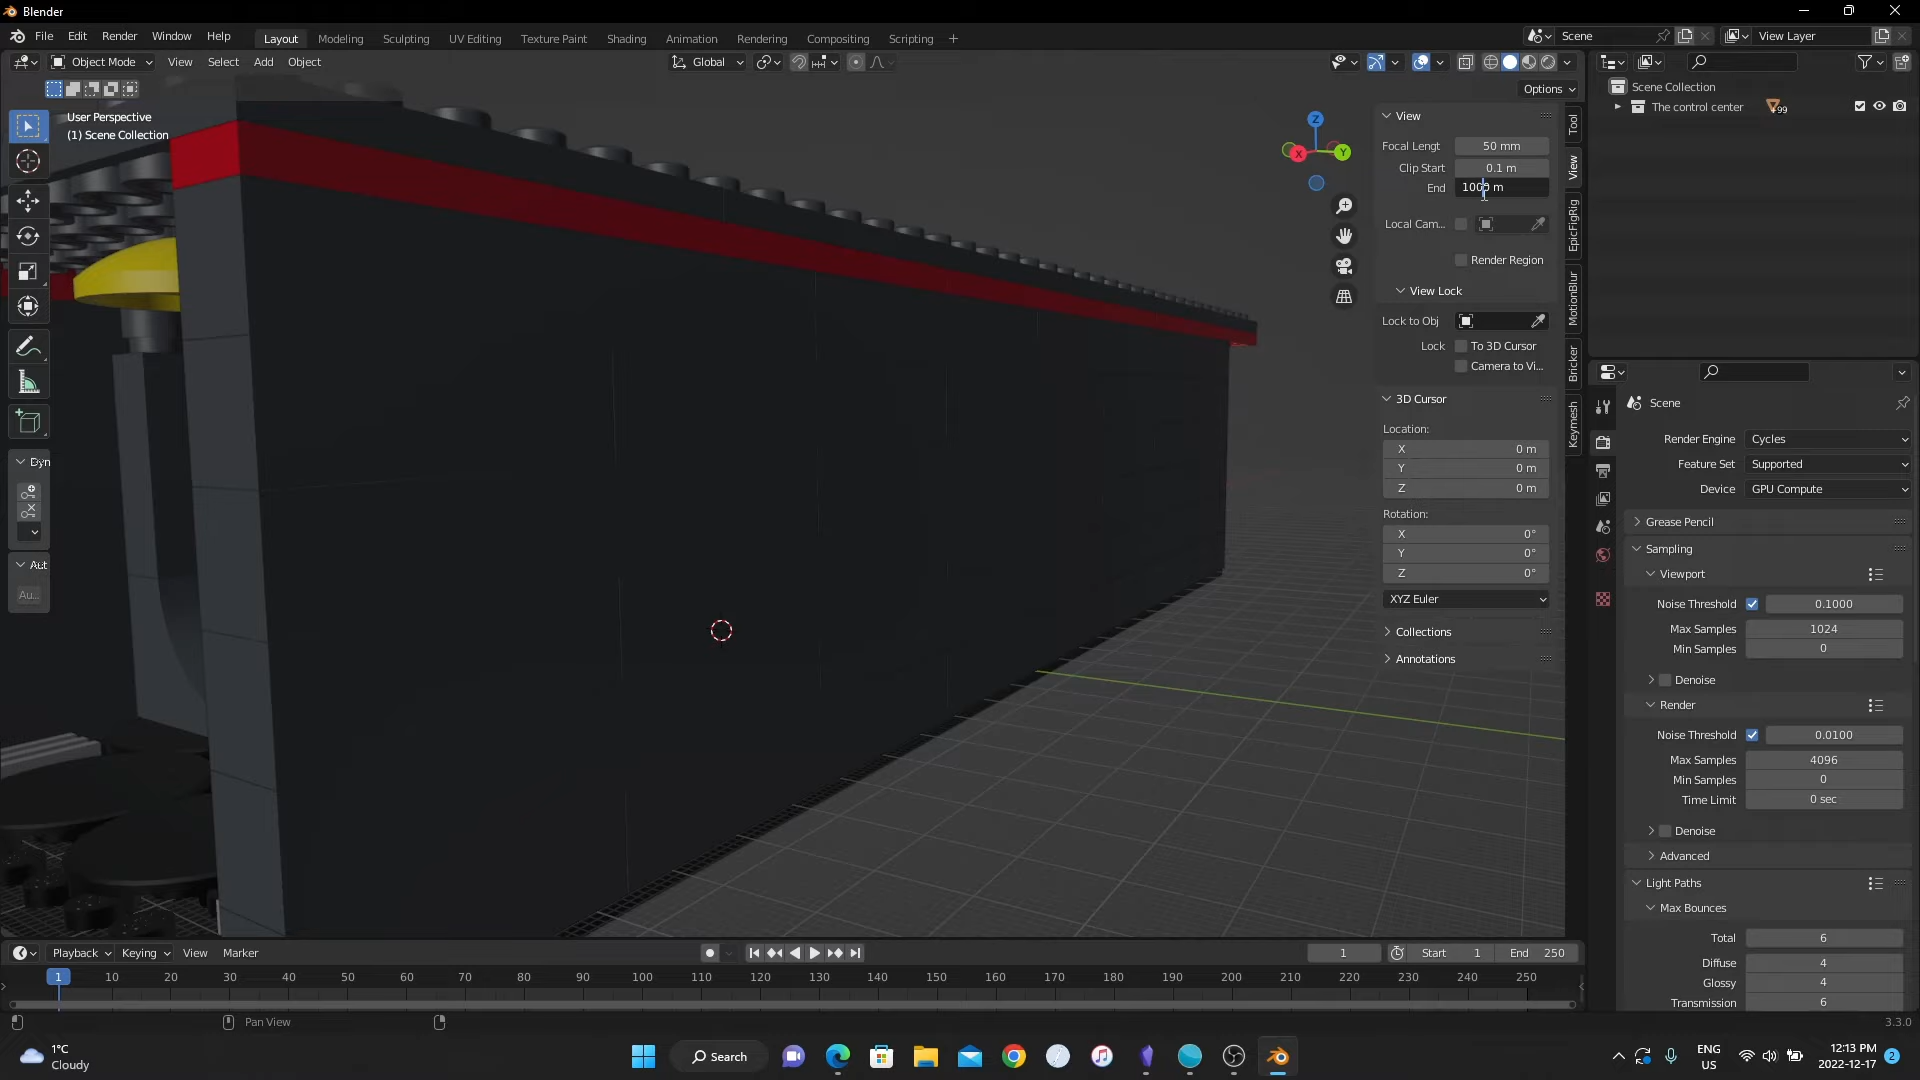 Blender
File Edit Render Window Help
Layout Modeling Sculpting UV Editing Texture Paint Shading Animation Rendering Compositing Scripting
Scene
View Layer
Object Mode View Select Add Object
Global
Options
User Perspective
(1) Scene Collection
Dyn
Aut
Au...
View
Focal Lengt 50 mm
Clip Start 0.1 m
End 1000 m
Local Cam...
Render Region
View Lock
Lock to Obj
Lock To 3D Cursor
Camera to Vi...
3D Cursor
Location:
X 0 m
Y 0 m
Z 0 m
Rotation:
X 0°
Y 0°
Z 0°
XYZ Euler
Collections
Annotations
Tool
View
EpicFigRig
MotionBlur
Bricker
Keymesh
X
Y
Z
Scene Collection
The control center +99
Scene
Render Engine Cycles
Feature Set Supported
Device GPU Compute
Grease Pencil
Sampling
Viewport
Noise Threshold 0.1000
Max Samples 1024
Min Samples 0
Denoise
Render
Noise Threshold 0.0100
Max Samples 4096
Min Samples 0
Time Limit 0 sec
Denoise
Advanced
Light Paths
Max Bounces
Total 6
Diffuse 4
Glossy 4
Transmission 6
Playback Keying View Marker
1 Start 1 End 250
1 10 20 30 40 50 60 70 80 90 100 110 120 130 140 150 160 170 180 190 200 210 220 230 240 250
Pan View
3.3.0
1°C
Cloudy
Search
ENG
US
12:13 PM
2022-12-17
2